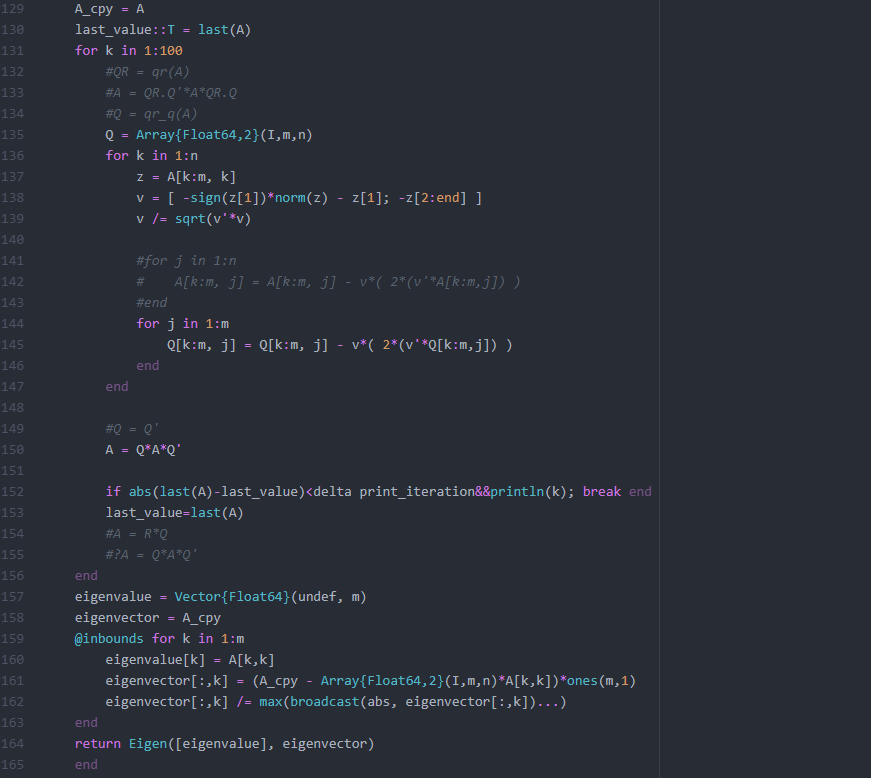 129 A_cpy = A
130 last_value::T = last(A)
131 for k in 1:100
132 #QR = qr(A)
133 #A = QR.Q'*A*QR.Q
134 #Q = qr_q(A)
135 Q = Array{Float64,2}(I,m,n)
136 for k in 1:n
137 z = A[k:m, k]
138 v = [ -sign(z[1])*norm(z) - z[1]; -z[2:end] ]
139 v /= sqrt(v'*v)
140
141 #for j in 1:n
142 # A[k:m, j] = A[k:m, j] - v*( 2*(v'*A[k:m,j]) )
143 #end
144 for j in 1:m
145 Q[k:m, j] = Q[k:m, j] - v*( 2*(v'*Q[k:m,j]) )
146 end
147 end
148
149 #Q = Q'
150 A = Q*A*Q'
151
152 if abs(last(A)-last_value)<delta print_iteration&&println(k); break end
153 last_value=last(A)
154 #A = R*Q
155 #?A = Q*A*Q'
156 end
157 eigenvalue = Vector{Float64}(undef, m)
158 eigenvector = A_cpy
159 @inbounds for k in 1:m
160 eigenvalue[k] = A[k,k]
161 eigenvector[:,k] = (A_cpy - Array{Float64,2}(I,m,n)*A[k,k])*ones(m,1)
162 eigenvector[:,k] /= max(broadcast(abs, eigenvector[:,k])...)
163 end
164 return Eigen([eigenvalue], eigenvector)
165 end